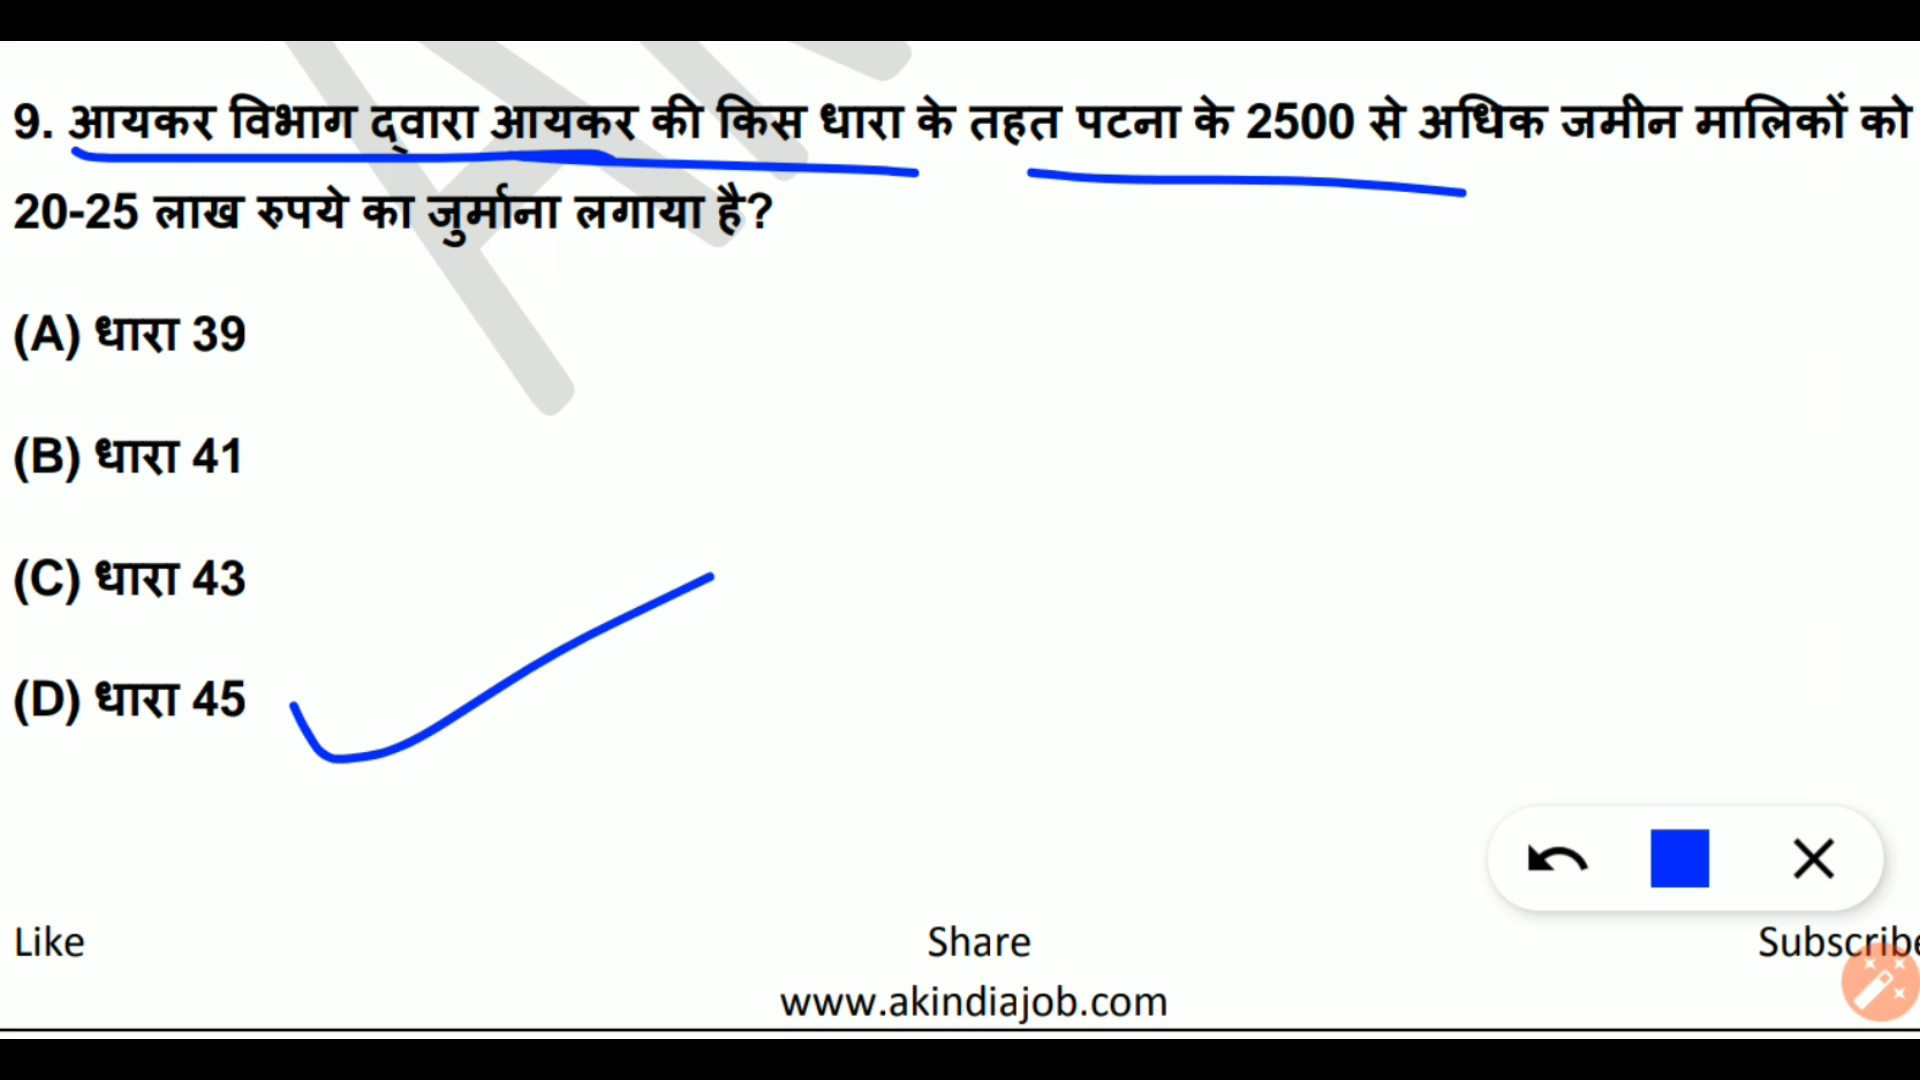 9. आयकर विभाग द्वारा आयकर की किस धारा के तहत पटना के 2500 से अधिक जमीन मालिकों को
20-25 लाख रुपये का जुर्माना लगाया है?
(A) धारा 39
(B) धारा 41
(C) धारा 43
(D) धारा 45
Like Share Subscribe
www.akindiajob.com